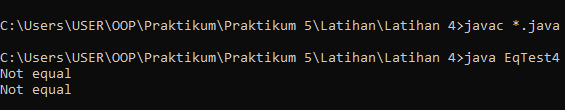 C:\Users\USER\OOP\Praktikum\Praktikum 5\Latihan\Latihan 4>javac *.java
C:\Users\USER\OOP\Praktikum\Praktikum 5\Latihan\Latihan 4>java EqTest4
Not equal
Not equal